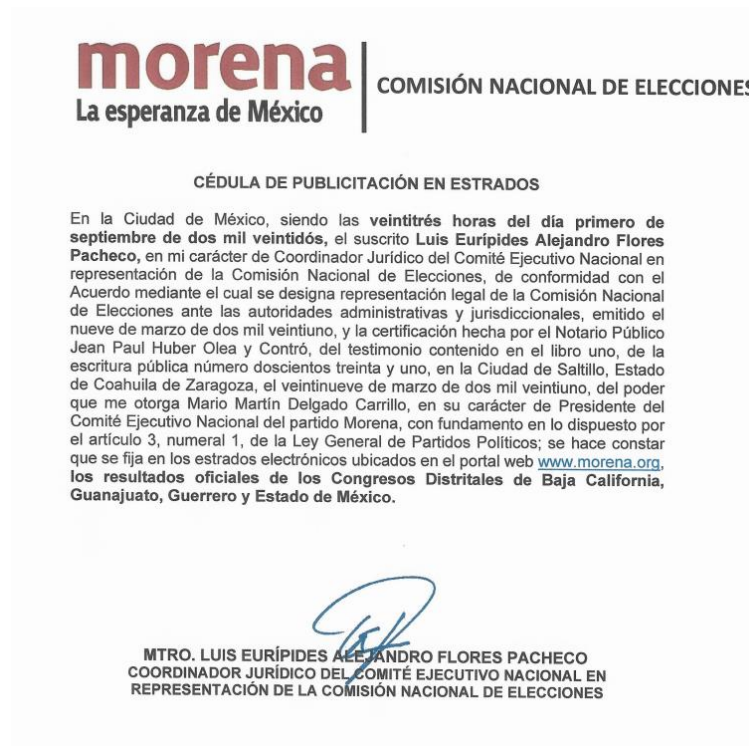 morena
La esperanza de México
COMISIÓN NACIONAL DE ELECCIONES
CÉDULA DE PUBLICITACIÓN EN ESTRADOS
En la Ciudad de México, siendo las veintitrés horas del día primero de
septiembre de dos mil veintidós, el suscrito Luis Eurípides Alejandro Flores
Pacheco, en mi carácter de Coordinador Jurídico del Comité Ejecutivo Nacional en
representación de la Comisión Nacional de Elecciones, de conformidad con el
Acuerdo mediante el cual se designa representación legal de la Comisión Nacional
de Elecciones ante las autoridades administrativas y jurisdiccionales, emitido el
nueve de marzo de dos mil veintiuno, y la certificación hecha por el Notario Público
Jean Paul Huber Olea y Contró, del testimonio contenido en el libro uno, de la
escritura pública número doscientos treinta y uno, en la Ciudad de Saltillo, Estado
de Coahuila de Zaragoza, el veintinueve de marzo de dos mil veintiuno, del poder
que me otorga Mario Martín Delgado Carrillo, en su carácter de Presidente del
Comité Ejecutivo Nacional del partido Morena, con fundamento en lo dispuesto por
el artículo 3, numeral 1, de la Ley General de Partidos Políticos; se hace constar
que se fija en los estrados electrónicos ubicados en el portal web www.morena.org,
los resultados oficiales de los Congresos Distritales de Baja California,
Guanajuato, Guerrero y Estado de México.
MTRO. LUIS EURÍPIDES ALEJANDRO FLORES PACHECO
COORDINADOR JURÍDICO DEL COMITÉ EJECUTIVO NACIONAL EN
REPRESENTACIÓN DE LA COMISIÓN NACIONAL DE ELECCIONES